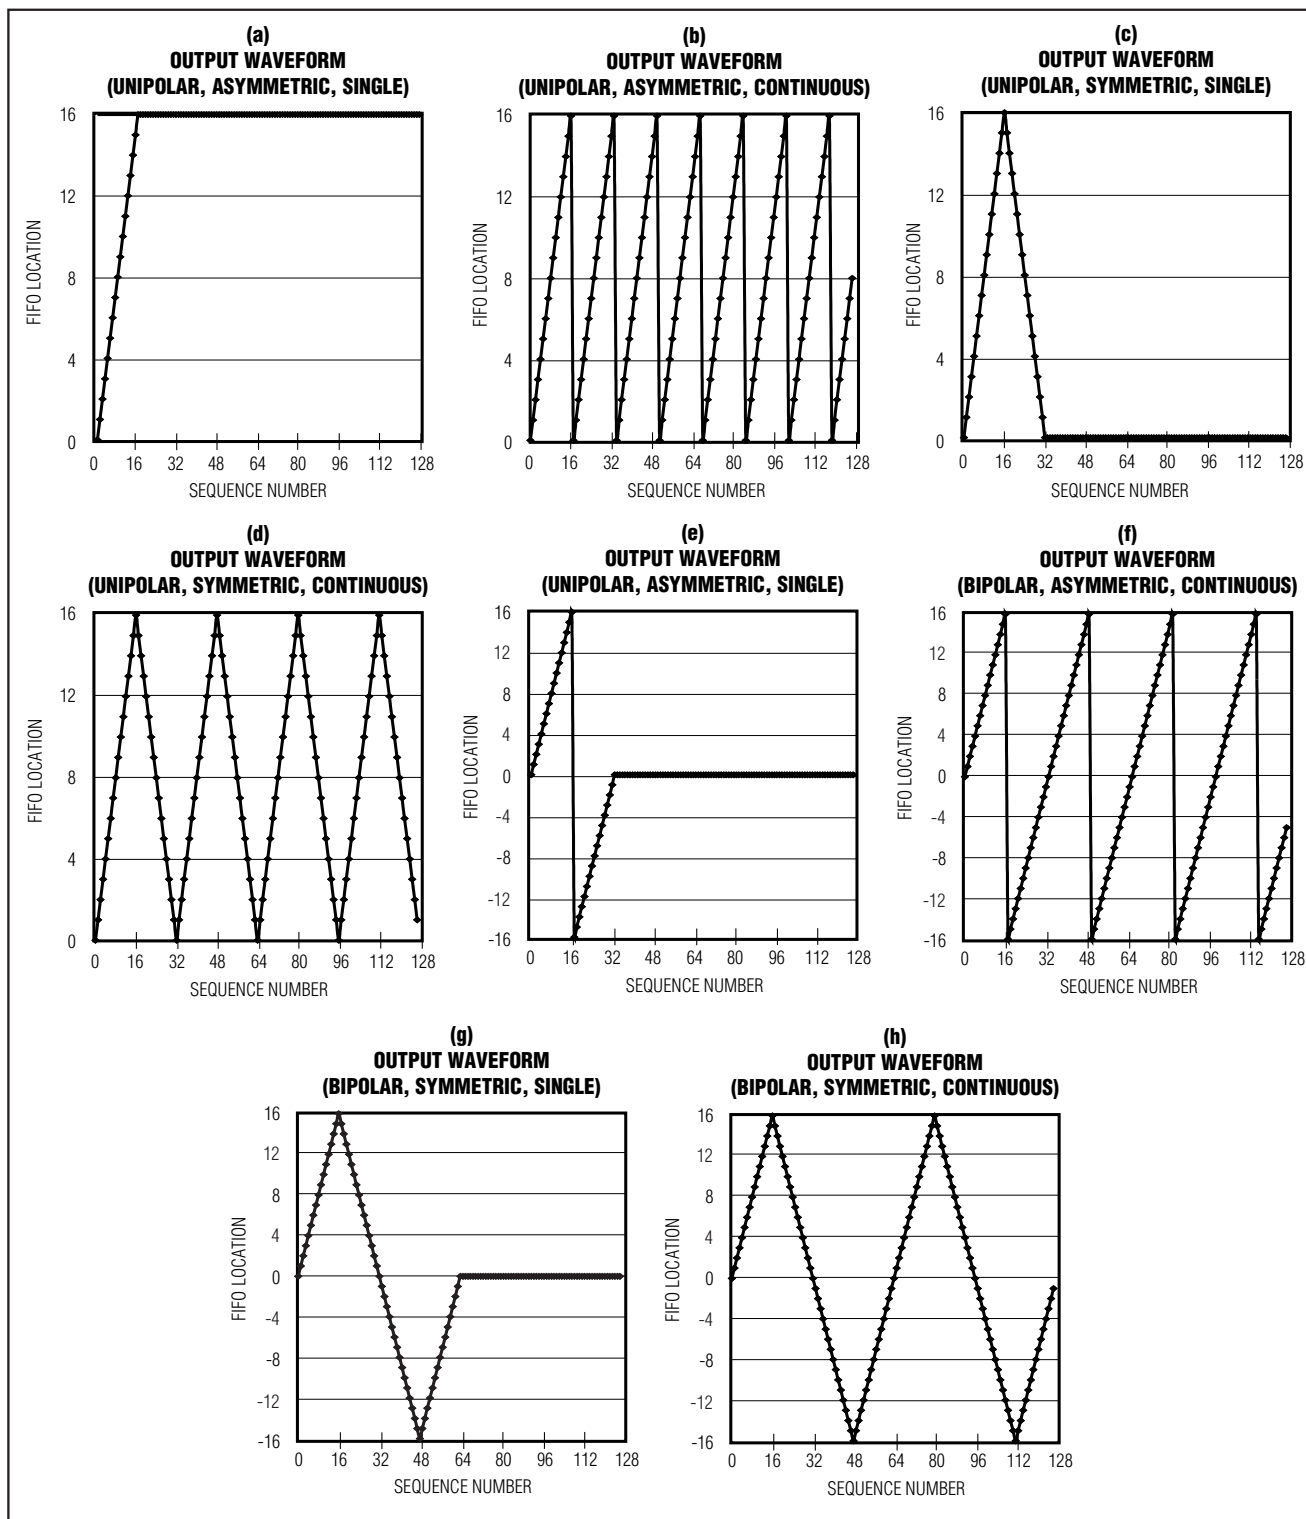 (a)
OUTPUT WAVEFORM
(UNIPOLAR, ASYMMETRIC, SINGLE)
16
12
8
4
0
FIFO LOCATION
0 16 32 48 64 80 96 112 128
SEQUENCE NUMBER
(b)
OUTPUT WAVEFORM
(UNIPOLAR, ASYMMETRIC, CONTINUOUS)
16
12
8
4
0
FIFO LOCATION
0 16 32 48 64 80 96 112 128
SEQUENCE NUMBER
(c)
OUTPUT WAVEFORM
(UNIPOLAR, SYMMETRIC, SINGLE)
16
12
8
4
0
FIFO LOCATION
0 16 32 48 64 80 96 112 128
SEQUENCE NUMBER
(d)
OUTPUT WAVEFORM
(UNIPOLAR, SYMMETRIC, CONTINUOUS)
16
12
8
4
0
FIFO LOCATION
0 16 32 48 64 80 96 112 128
SEQUENCE NUMBER
(e)
OUTPUT WAVEFORM
(UNIPOLAR, ASYMMETRIC, SINGLE)
16
12
8
4
0
-4
-8
-12
-16
FIFO LOCATION
0 16 32 48 64 80 96 112 128
SEQUENCE NUMBER
(f)
OUTPUT WAVEFORM
(BIPOLAR, ASYMMETRIC, CONTINUOUS)
16
12
8
4
0
-4
-8
-12
-16
FIFO LOCATION
0 16 32 48 64 80 96 112 128
SEQUENCE NUMBER
(g)
OUTPUT WAVEFORM
(BIPOLAR, SYMMETRIC, SINGLE)
16
12
8
4
0
-4
-8
-12
-16
FIFO LOCATION
0 16 32 48 64 80 96 112 128
SEQUENCE NUMBER
(h)
OUTPUT WAVEFORM
(BIPOLAR, SYMMETRIC, CONTINUOUS)
16
12
8
4
0
-4
-8
-12
-16
FIFO LOCATION
0 16 32 48 64 80 96 112 128
SEQUENCE NUMBER